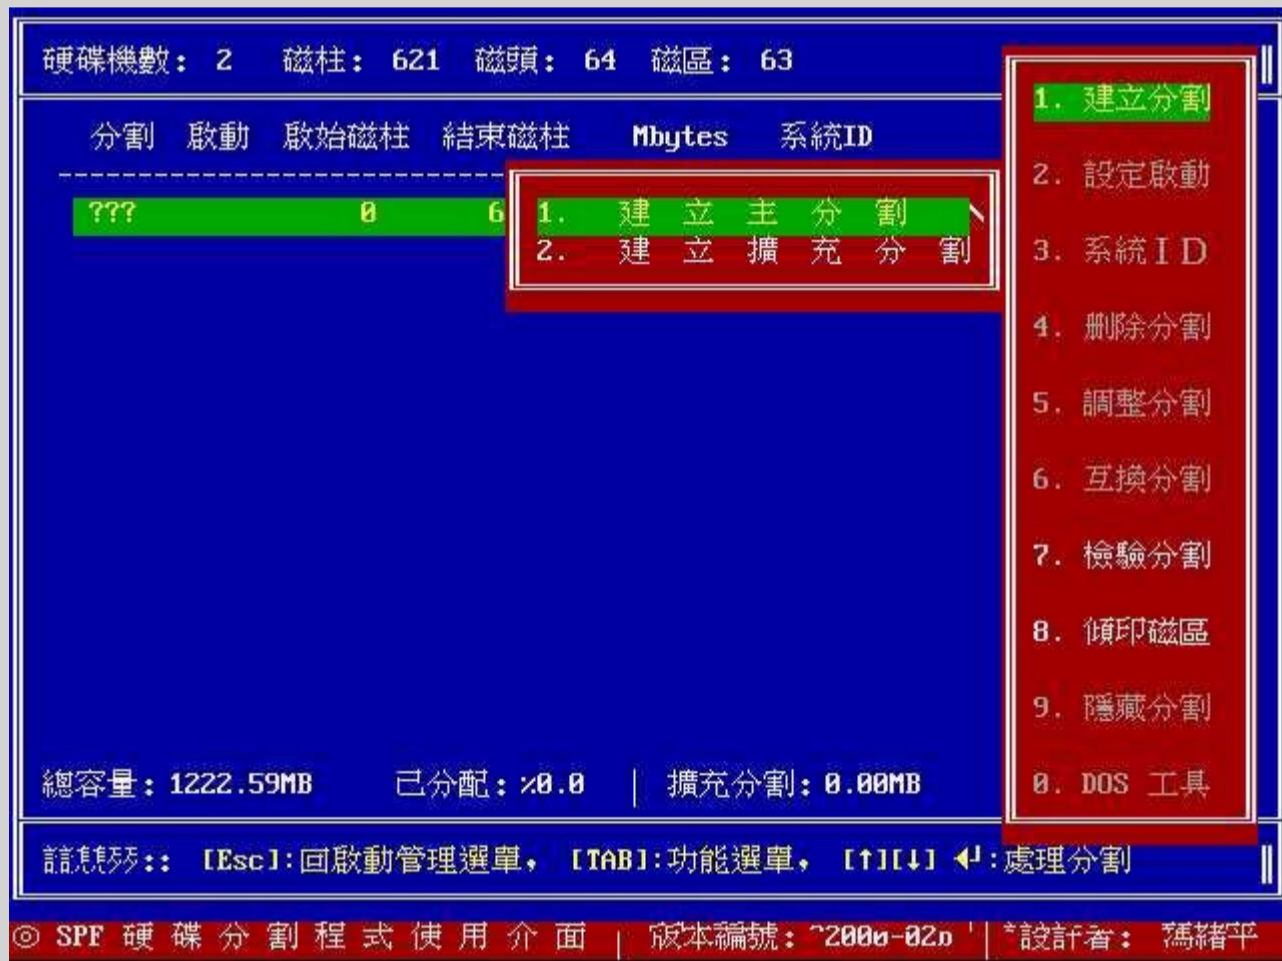 硬碟機數: 2 磁柱: 621 磁頭: 64 磁區: 63
分割 啟動 啟始磁柱 結束磁柱 Mbytes 系統ID
??? 0 6
1. 建立主分割
2. 建立擴充分割
1. 建立分割
2. 設定啟動
3. 系統ID
4. 刪除分割
5. 調整分割
6. 互換分割
7. 檢驗分割
8. 傾印磁區
9. 隱藏分割
0. DOS 工具
總容量: 1222.59MB 已分配: %0.0 | 擴充分割: 0.00MB
[Esc]:回啟動管理選單, [TAB]:功能選單, [↑][↓] ↵:處理分割
◎ SPF 硬碟分割程式使用介面 | 版本編號: 設計者: 馮緒平